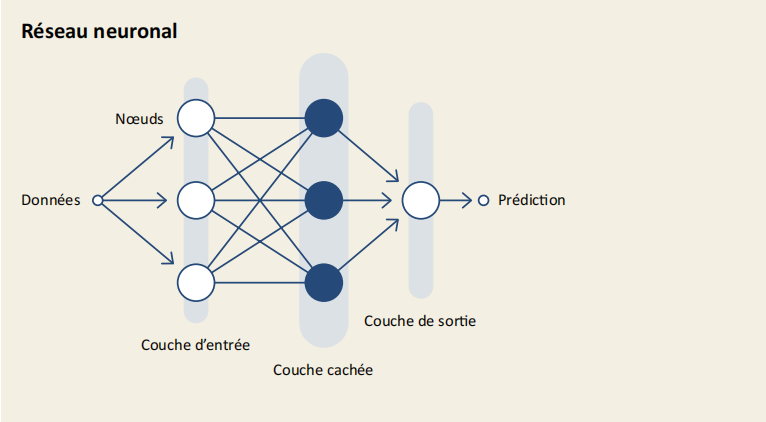 Réseau neuronal
Nœuds
Données
Prédiction
Couche de sortie
Couche d’entrée
Couche cachée